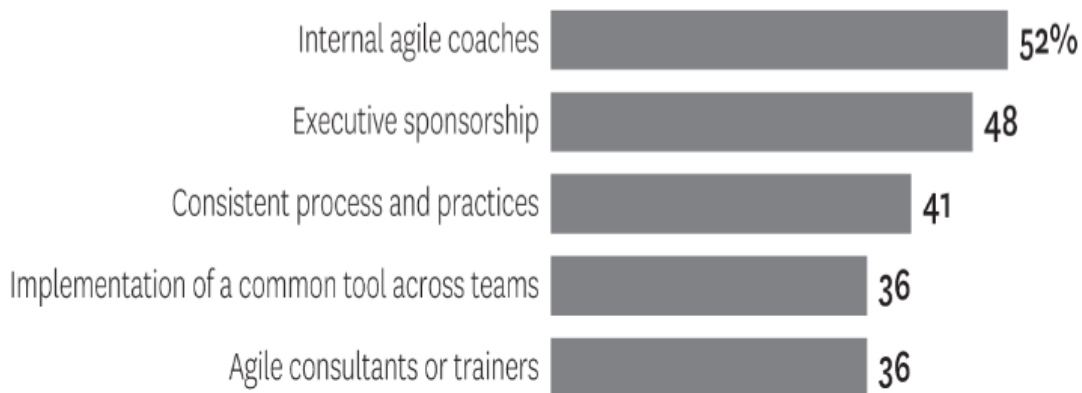 Internal agile coaches 52%
Executive sponsorship 48
Consistent process and practices 41
Implementation of a common tool across teams 36
Agile consultants or trainers 36